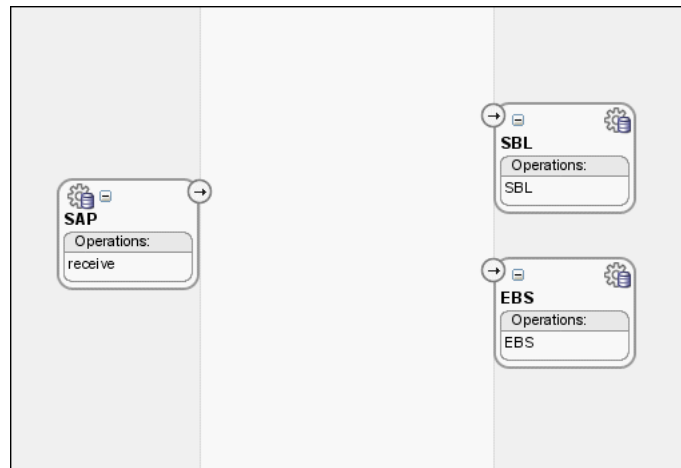 SAP
Operations:
receive
SBL
Operations:
SBL
EBS
Operations:
EBS